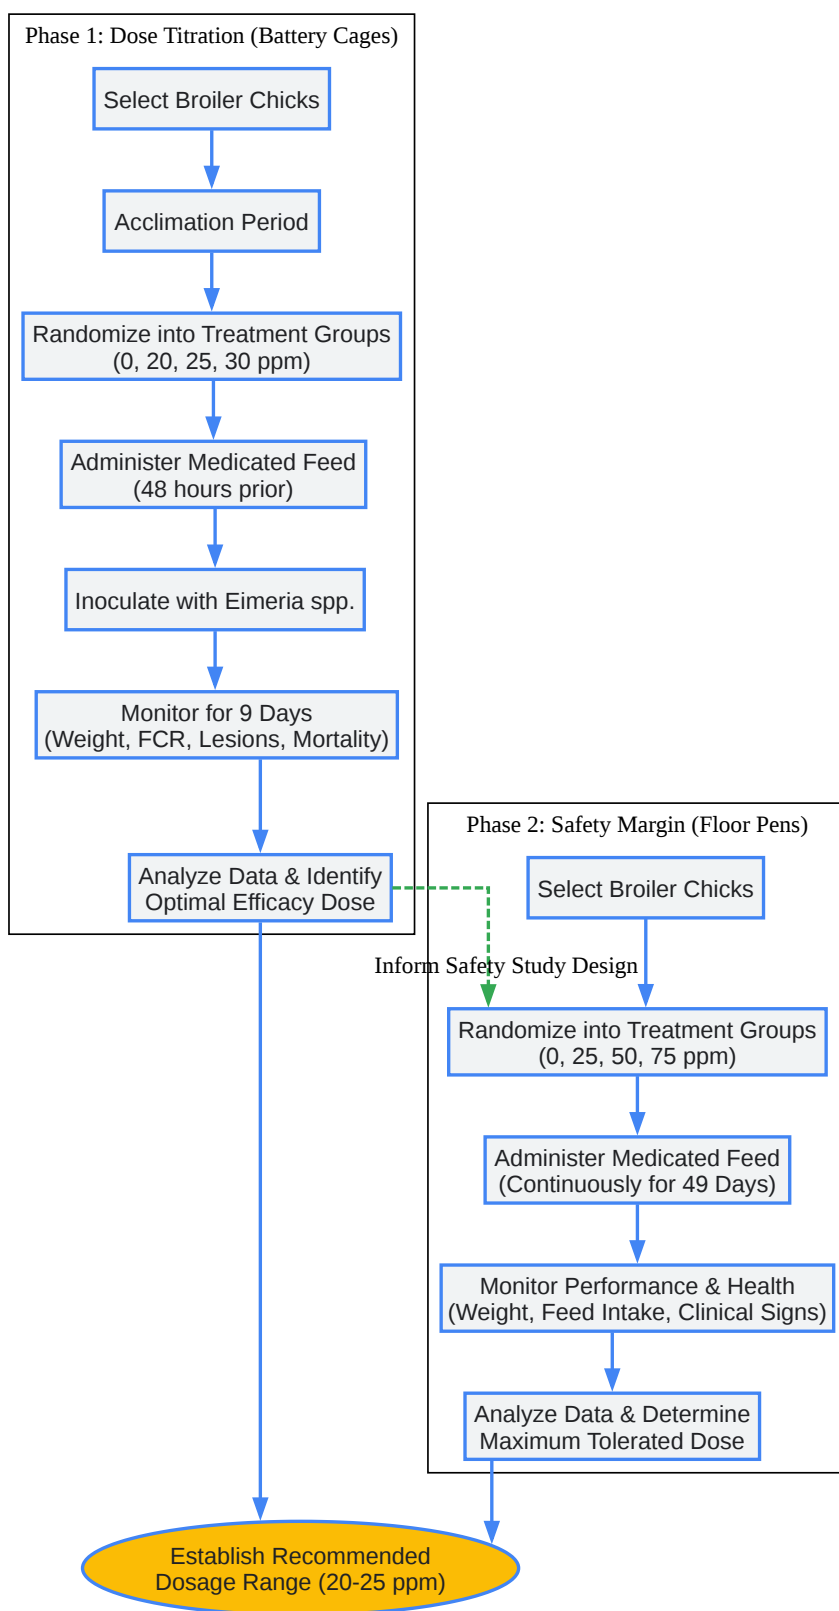 Phase 1: Dose Titration (Battery Cages)
Select Broiler Chicks
Acclimation Period
Randomize into Treatment Groups
(0, 20, 25, 30 ppm)
Administer Medicated Feed
(48 hours prior)
Inoculate with Eimeria spp.
Monitor for 9 Days
(Weight, FCR, Lesions, Mortality)
Analyze Data & Identify
Optimal Efficacy Dose
Phase 2: Safety Margin (Floor Pens)
Select Broiler Chicks
Inform Safety Study Design
Randomize into Treatment Groups
(0, 25, 50, 75 ppm)
Administer Medicated Feed
(Continuously for 49 Days)
Monitor Performance & Health
(Weight, Feed Intake, Clinical Signs)
Analyze Data & Determine
Maximum Tolerated Dose
Establish Recommended
Dosage Range (20-25 ppm)